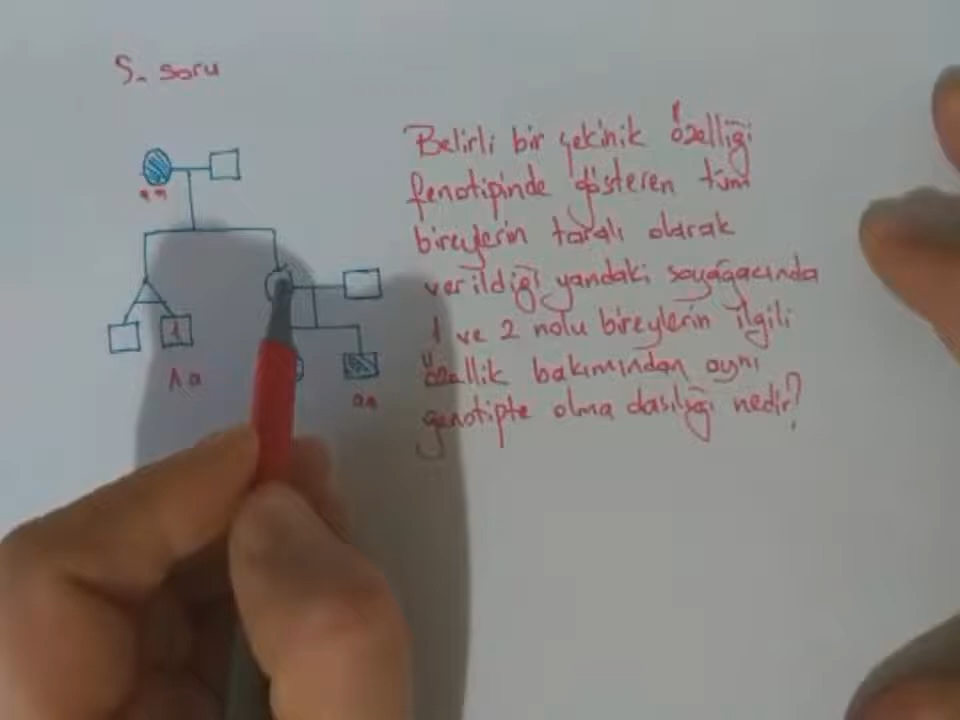 5. soru
Belirli bir çekinik özelliği
fenotipinde gösteren tüm
bireylerin taralı olarak
verildiği yandaki soyağacında
1 ve 2 nolu bireylerin ilgili
özellik bakımından aynı
genotipte olma olasılığı nedir?
aa
1
Aa
aa